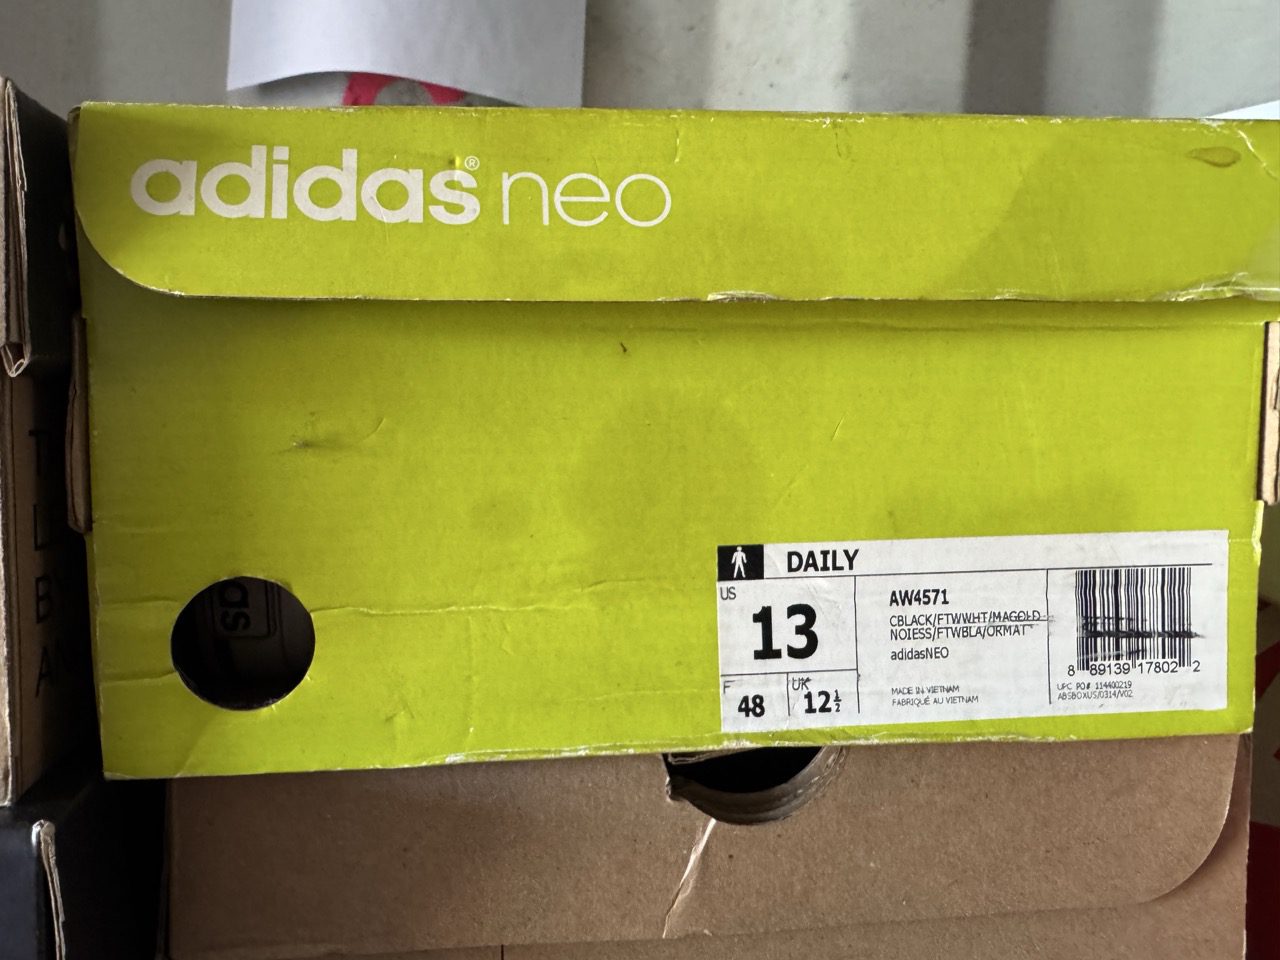 adidas® neo
DAILY
US
13
F
48
UK
12½
AW4571
CBLACK/FTWWHT/MAGOLD
NOIESS/FTWBLA/ORMAT
adidasNEO
MADE IN VIETNAM
FABRIQUÉ AU VIETNAM
8 89139 17802 2
UPC PO# 114400219
ABSBOXUS/0314/V02
das
T
L
B
A